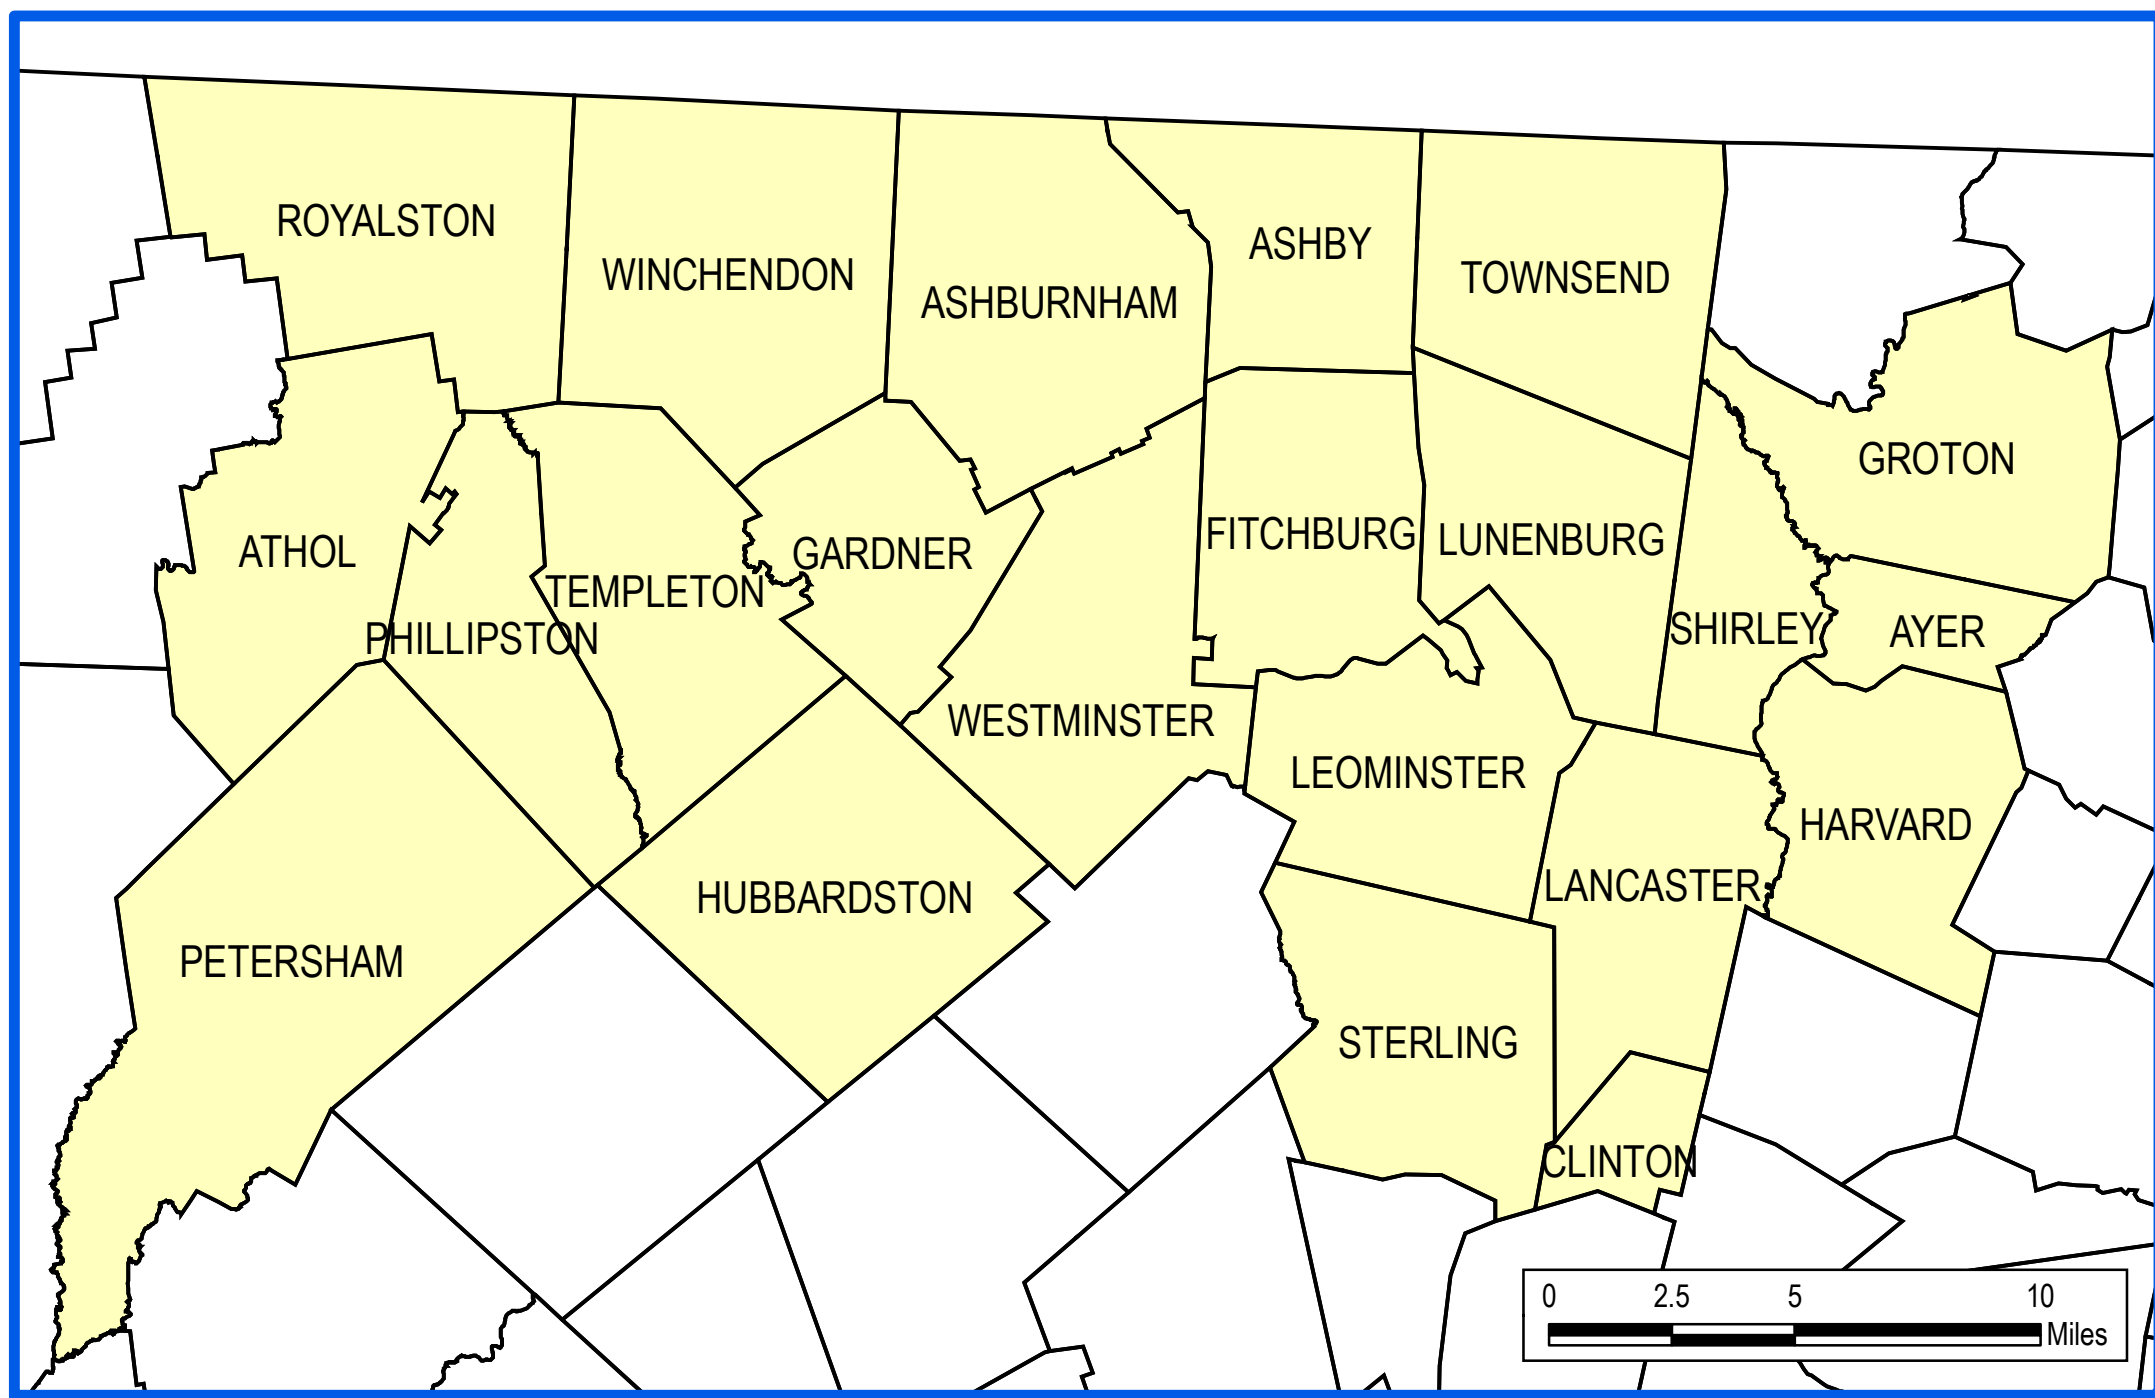 ROYALSTON
WINCHENDON
ASHBURNHAM
ASHBY
TOWNSEND
GROTON
ATHOL
PHILLIPSTON
TEMPLETON
GARDNER
FITCHBURG
LUNENBURG
SHIRLEY
AYER
WESTMINSTER
LEOMINSTER
HARVARD
LANCASTER
HUBBARDSTON
PETERSHAM
STERLING
CLINTON
0 2.5 5 10
Miles